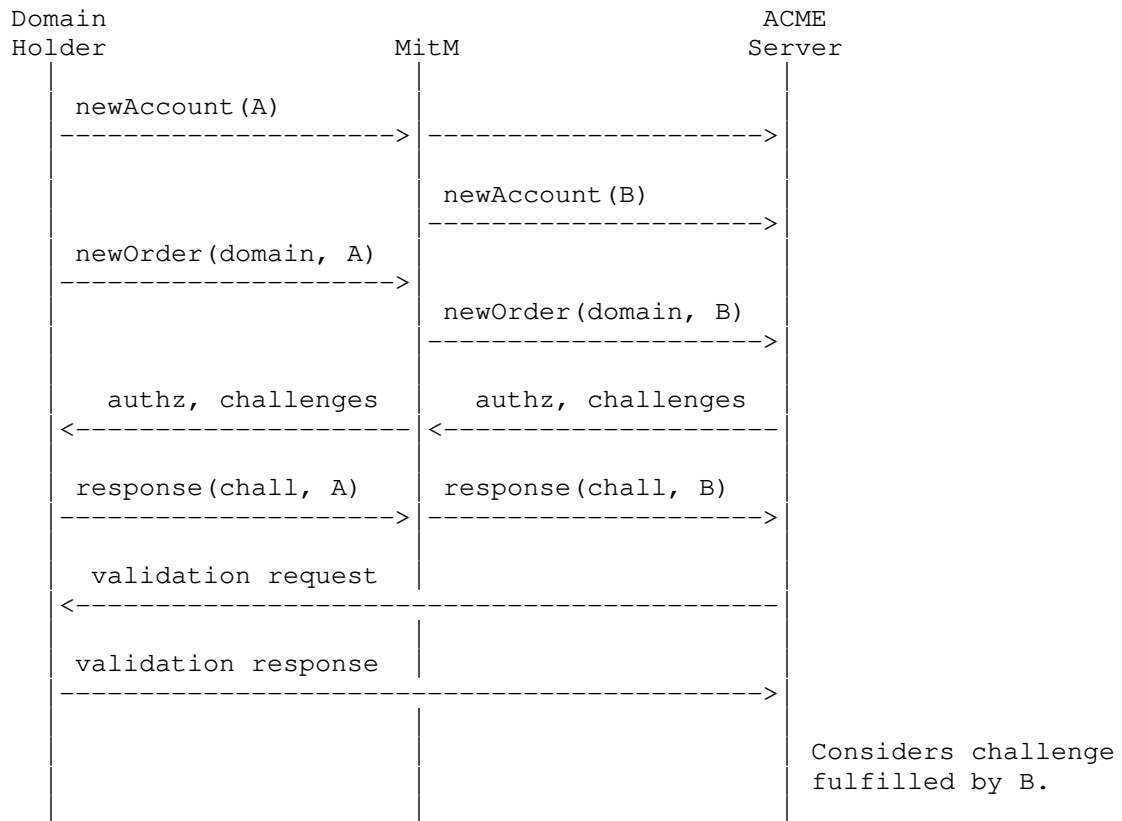 Domain ACME
Holder MitM Server
newAccount(A)
newAccount(B)
newOrder(domain, A)
newOrder(domain, B)
authz, challenges authz, challenges
response(chall, A) response(chall, B)
validation request
validation response
Considers challenge
fulfilled by B.